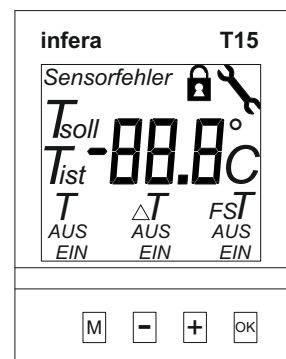 infera T15
Sensorfehler
Tsoll
Tist -88.8°C
T △T FST
AUS AUS AUS
EIN EIN EIN
M - + OK